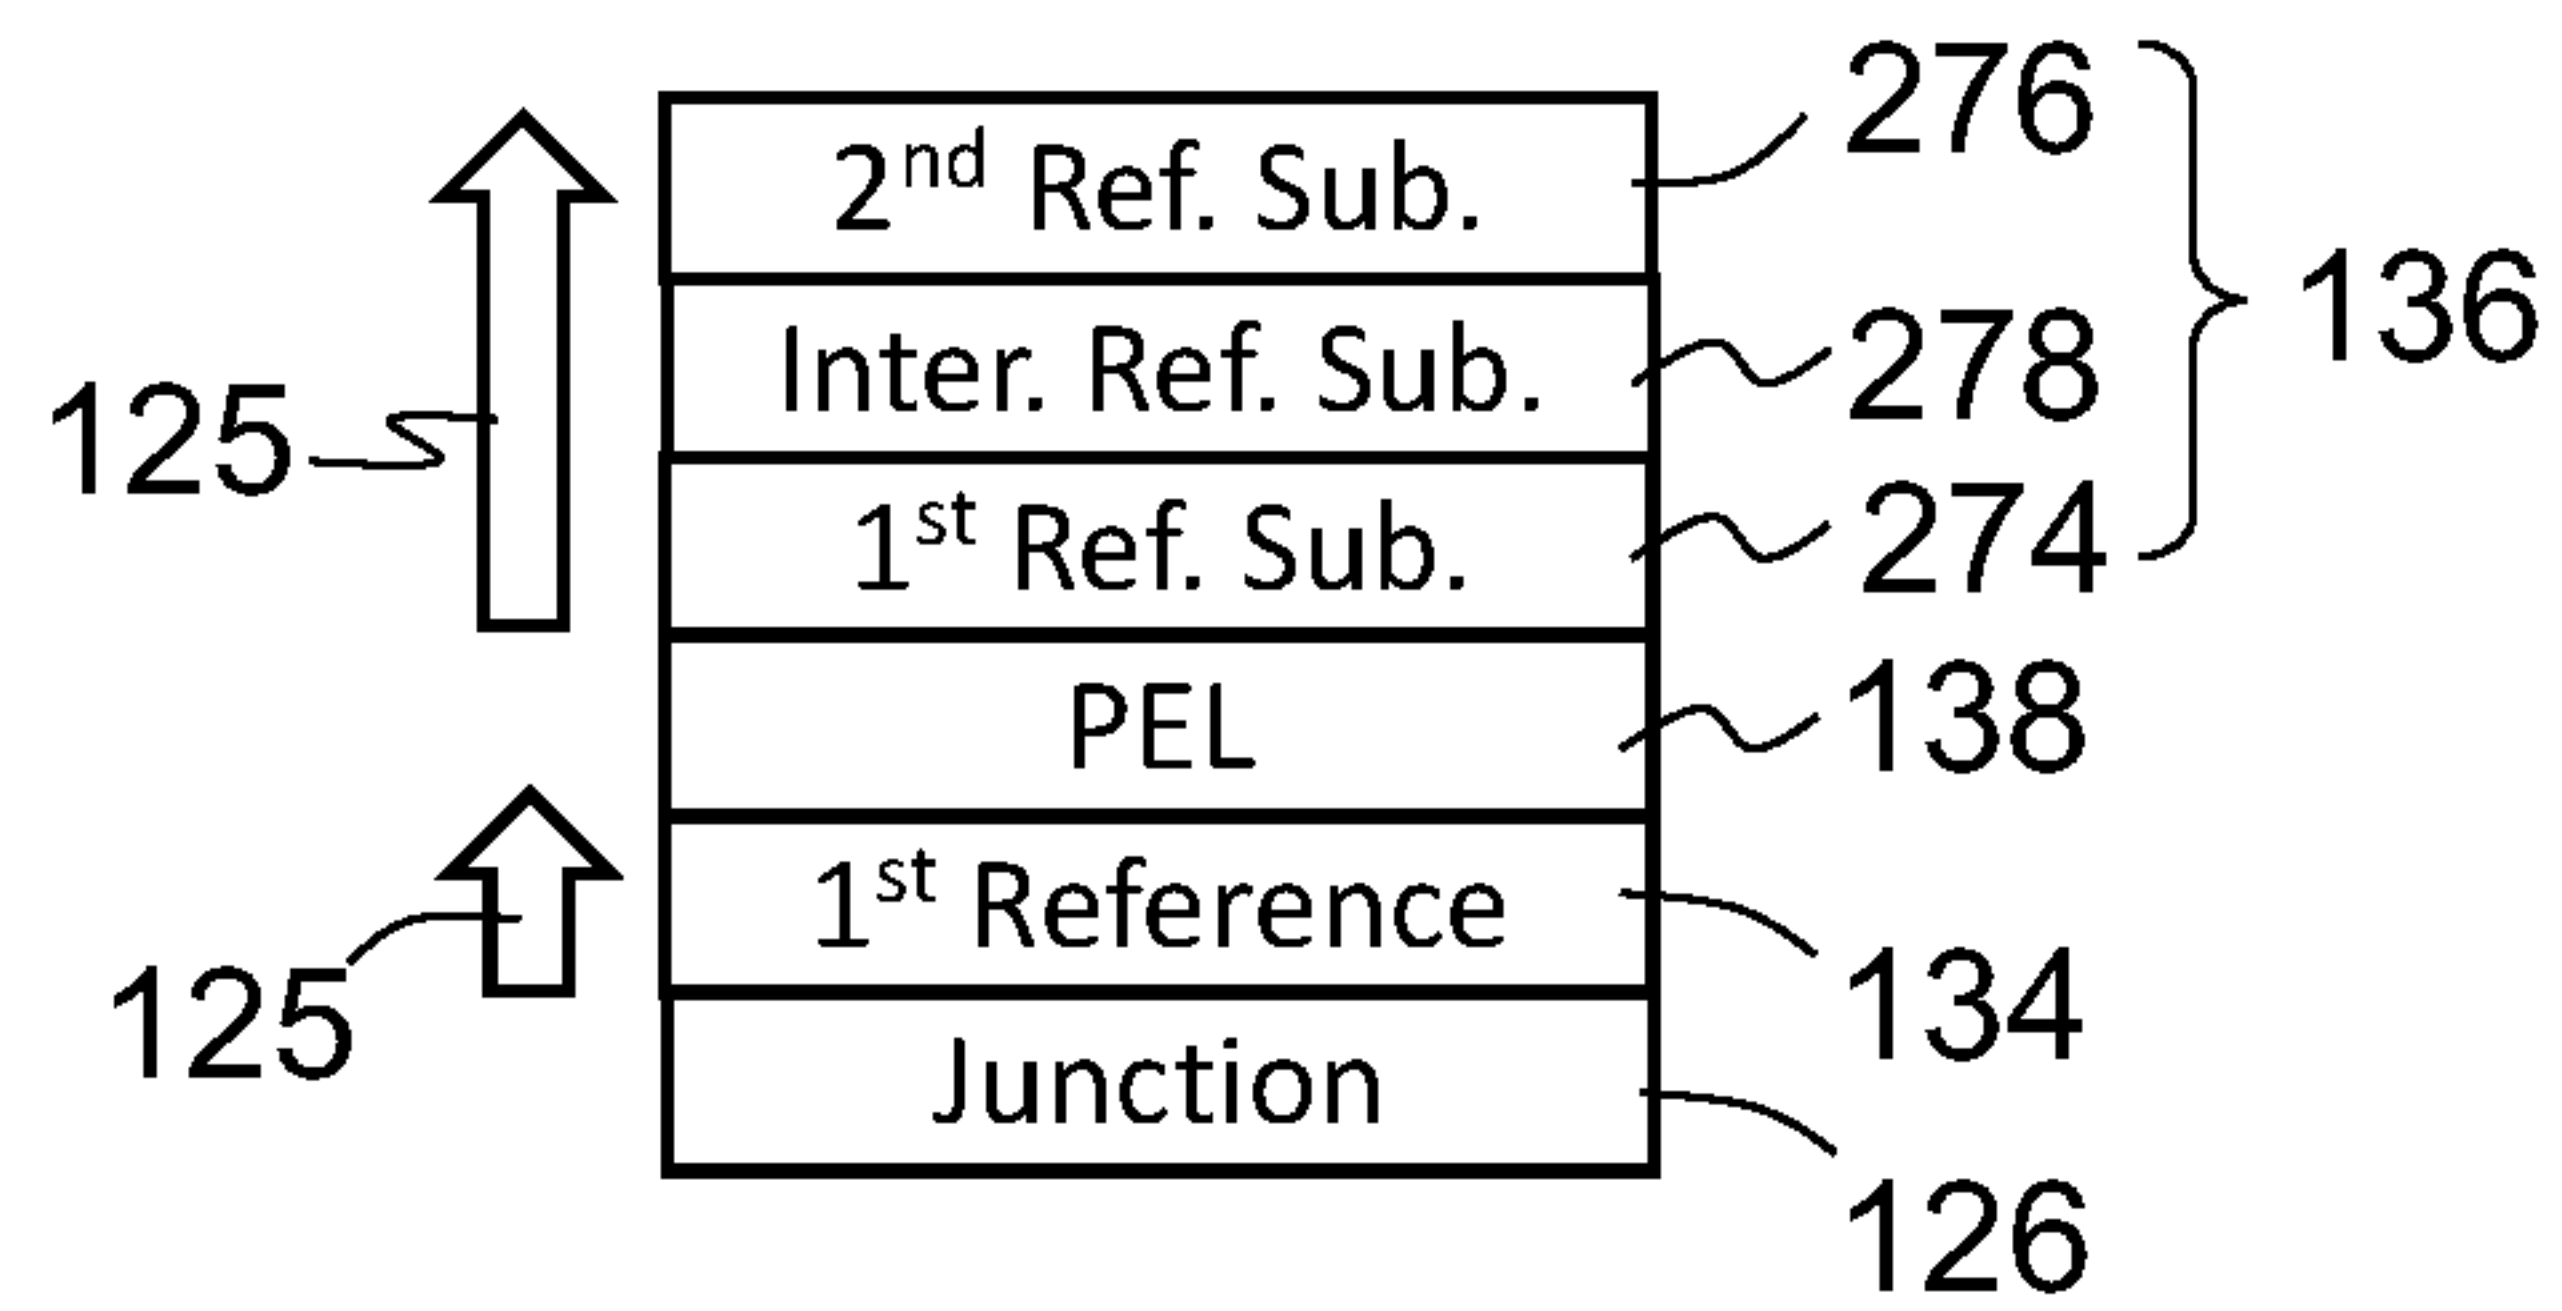 2nd Ref. Sub.
276
Inter. Ref. Sub.
278
136
125
1st Ref. Sub.
274
PEL
138
1st Reference
134
125
Junction
126